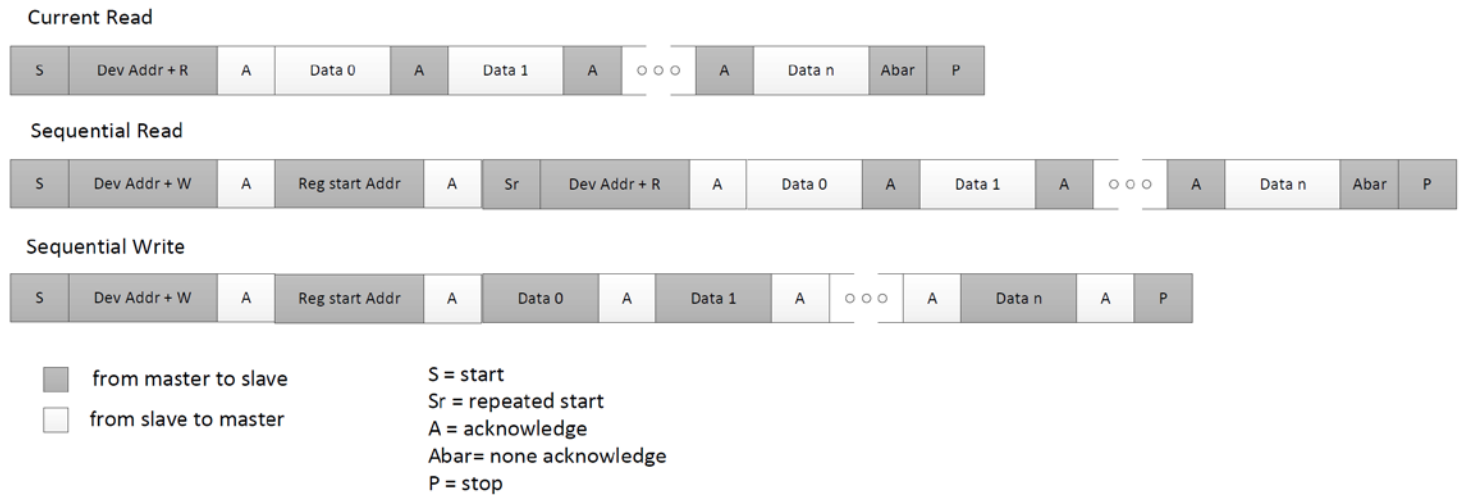 Current Read
S Dev Addr + R A Data 0 A Data 1 A o o o A Data n Abar P
Sequential Read
S Dev Addr + W A Reg start Addr A Sr Dev Addr + R A Data 0 A Data 1 A o o o A Data n Abar P
Sequential Write
S Dev Addr + W A Reg start Addr A Data 0 A Data 1 A o o o A Data n A P
from master to slave
from slave to master
S = start
Sr = repeated start
A = acknowledge
Abar= none acknowledge
P = stop